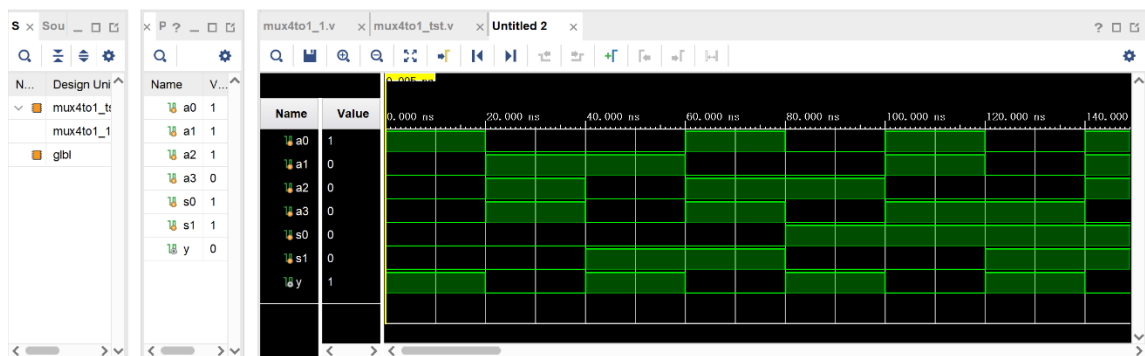 S × Sou
N... Design Uni
mux4to1_ts
mux4to1_1
glbl
× P ?
Name V...
a0 1
a1 1
a2 1
a3 0
s0 1
s1 1
y 0
mux4to1_1.v × mux4to1_tst.v × Untitled 2 × ?
Name Value
0.000 ns 20.000 ns 40.000 ns 60.000 ns 80.000 ns 100.000 ns 120.000 ns 140.000
a0 1
a1 0
a2 0
a3 0
s0 0
s1 0
y 1